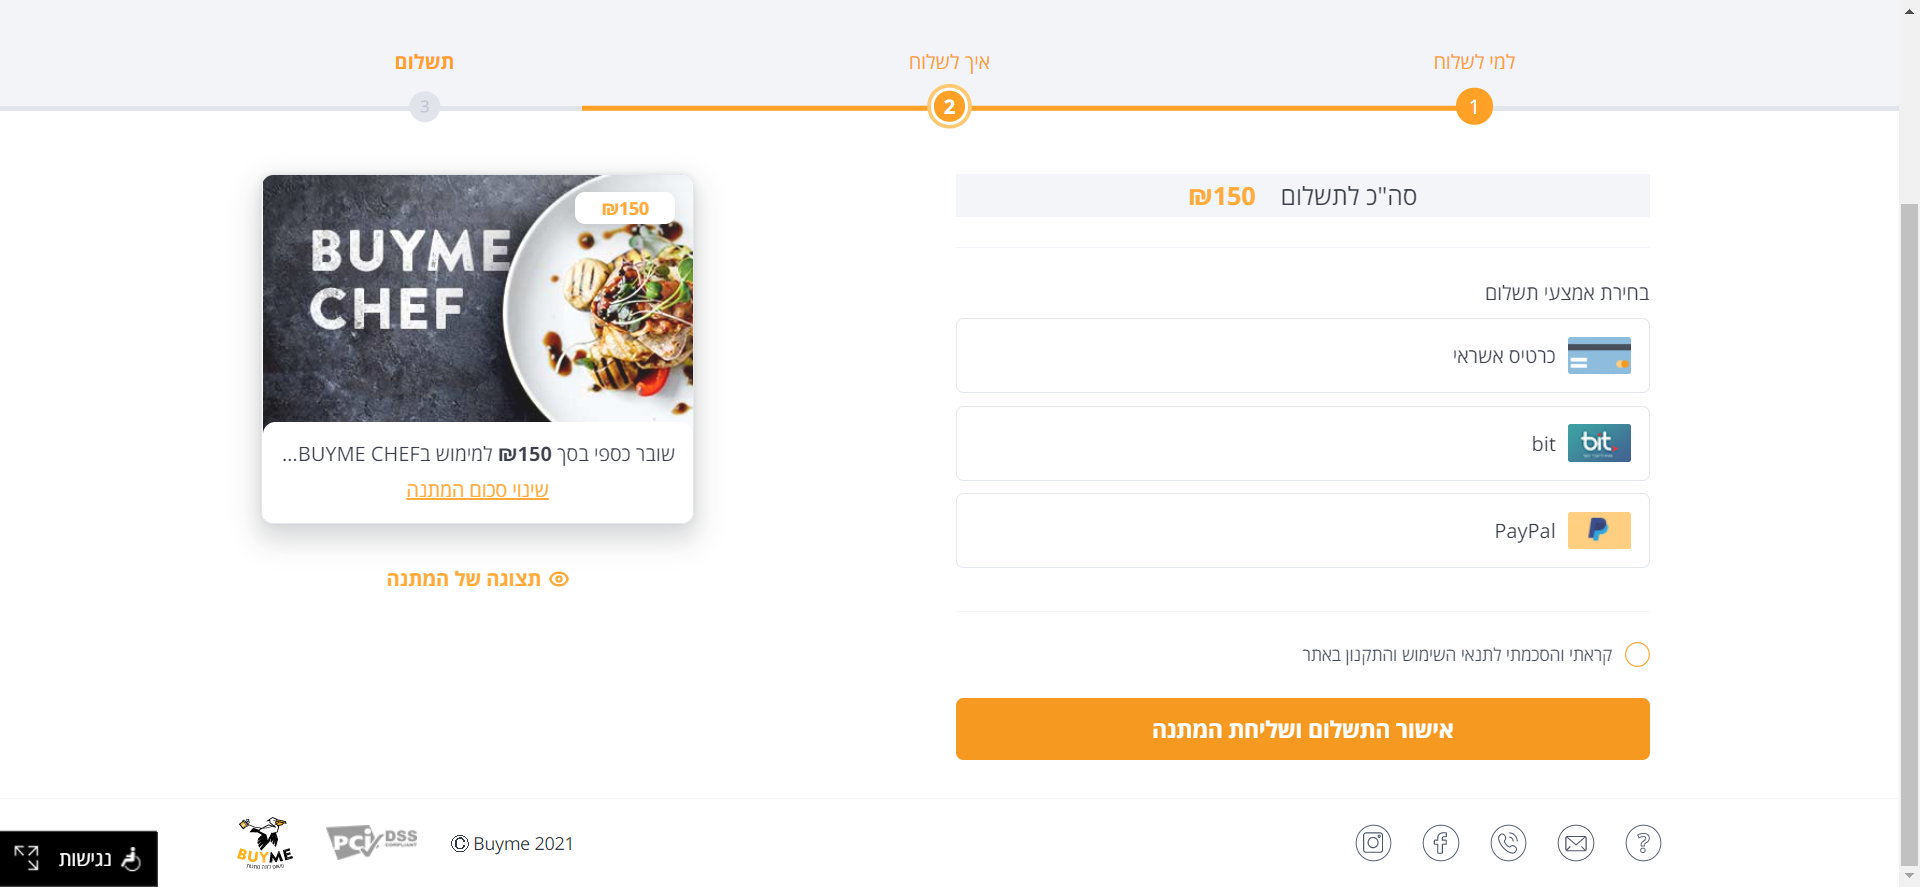 למי לשלוח
איך לשלוח
תשלום
1
2
3
סה"כ לתשלום ₪150
בחירת אמצעי תשלום
כרטיס אשראי
bit
bit
PayPal
קראתי והסכמתי לתנאי השימוש והתקנון באתר
אישור התשלום ושליחת המתנה
₪150
BUYME
CHEF
שובר כספי בסך ₪150 למימוש בBUYME CHEF...
שינוי סכום המתנה
תצוגה של המתנה
© Buyme 2021
PCI DSS
COMPLIANT
BUYME
נגישות